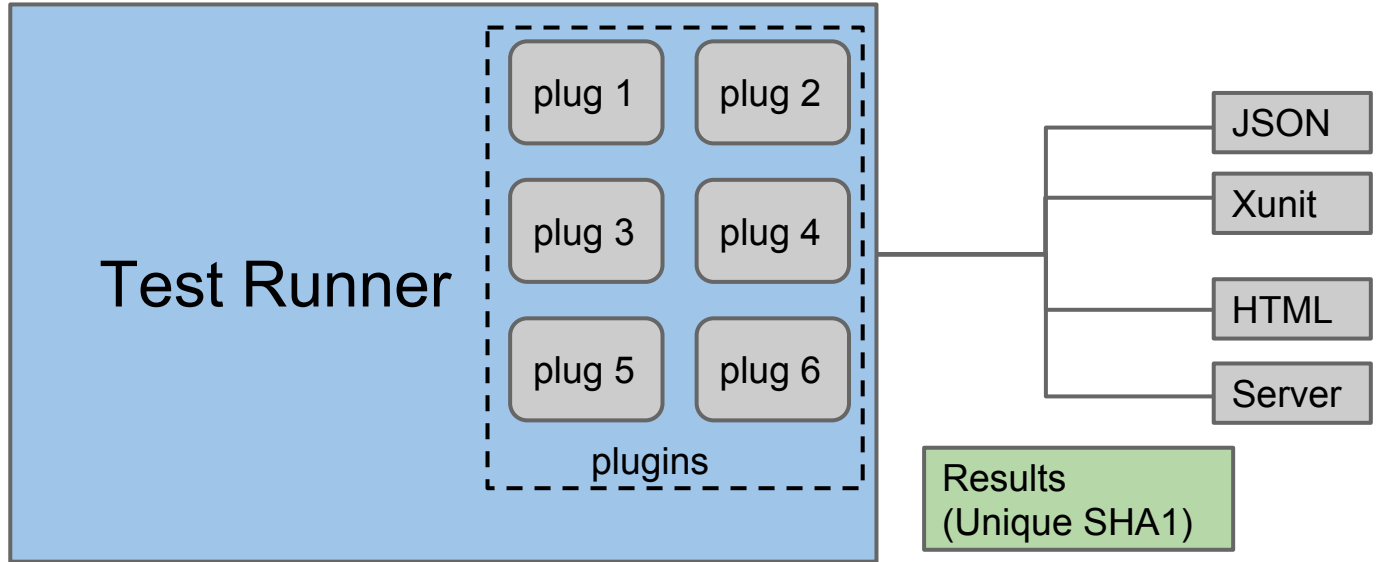 Test Runner
plug 1
plug 2
plug 3
plug 4
plug 5
plug 6
plugins
JSON
Xunit
HTML
Server
Results
(Unique SHA1)